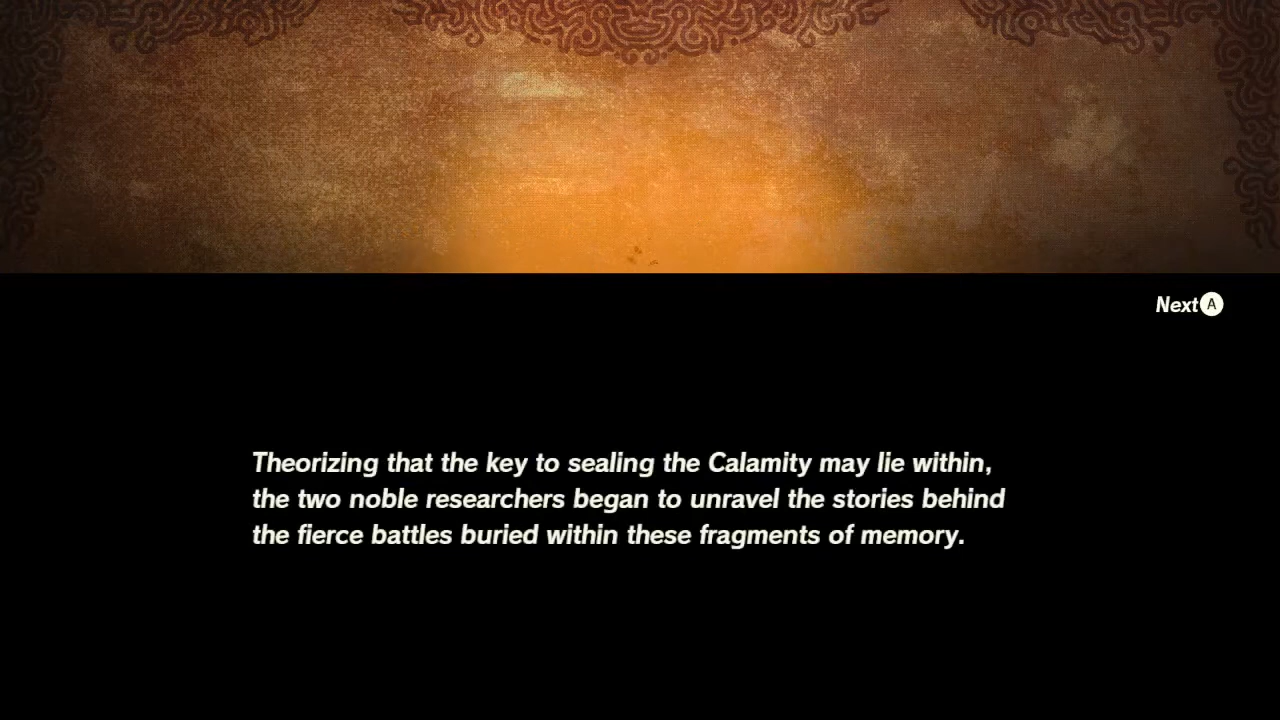 Next A
Theorizing that the key to sealing the Calamity may lie within,
the two noble researchers began to unravel the stories behind
the fierce battles buried within these fragments of memory.